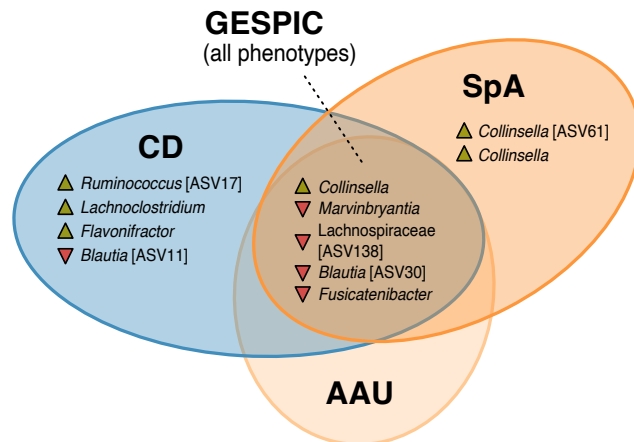 GESPIC
(all phenotypes)
SpA
Collinsella [ASV61]
Collinsella
CD
Ruminococcus [ASV17]
Lachnoclostridium
Flavonifractor
Blautia [ASV11]
Collinsella
Marvinbryantia
Lachnospiraceae
[ASV138]
Blautia [ASV30]
Fusicatenibacter
AAU